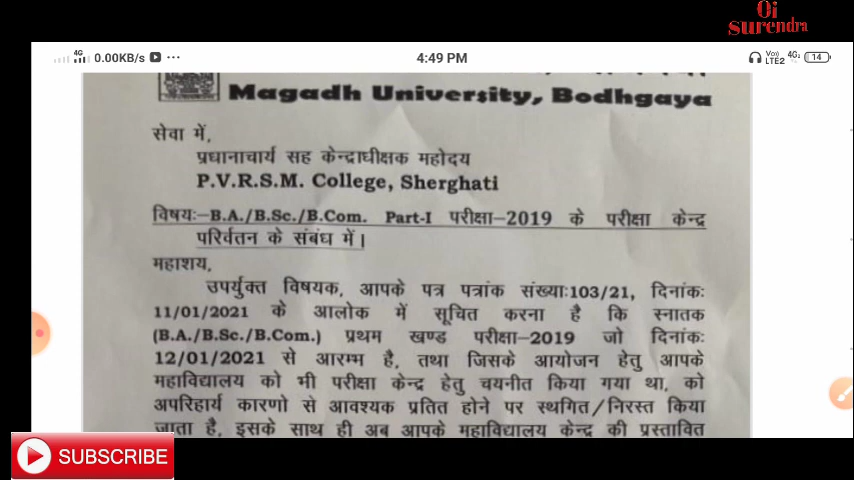 Oi
surendra
4G 0.00KB/s ...
4:49 PM
Vo)) LTE2 4G 14
Magadh University, Bodhgaya
सेवा में,
प्रधानाचार्य सह केन्द्राधीक्षक महोदय
P.V.R.S.M. College, Sherghati
विषयः–B.A./B.Sc./B.Com. Part-I परीक्षा–2019 के परीक्षा केन्द्र
परिर्वतन के संबंध में।
महाशय,
उपर्युक्त विषयक, आपके पत्र पत्रांक संख्याः103/21, दिनांकः
11/01/2021 के आलोक में सूचित करना है कि स्नातक
(B.A./B.Sc./B.Com.) प्रथम खण्ड परीक्षा–2019 जो दिनांकः
12/01/2021 से आरम्भ है, तथा जिसके आयोजन हेतु आपके
महाविद्यालय को भी परीक्षा केन्द्र हेतु चयनीत किया गया था, को
अपरिहार्य कारणो से आवश्यक प्रतित होने पर स्थगित/निरस्त किया
जाता है, इसके साथ ही अब आपके महाविद्यालय केन्द्र की प्रस्तावित
SUBSCRIBE